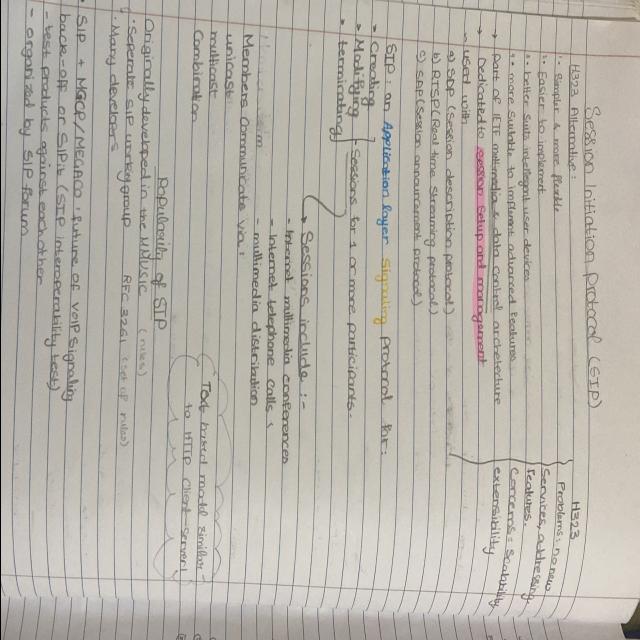 Session Initiation Protocol (SIP)
H323 Alternative:
• Simpler & more flexible
• Easier to implement
• better suits intelligent user devices
• more suitable to implement advanced features
→ Part of IETF multimedia & data control architecture
→ Dedicated to session setup and management
- used with
a) SDP (Session description protocol)
b) RTSP (Real time Streaming protocol)
c) SAP (Session announcement protocol)
H323
Problems: no new
Services, addressing,
features.
Concerns = scalability
extensibility
SIP: an Application layer Signaling protocol for:
• Creating
• Modifying
• terminating
Sessions for 1 or more participants.
→ Sessions include :-
- Internet multimedia conferences
- Internet telephone calls
- multimedia distribution
Members Communicate via:
unicast
multicast
Combination
Text based model similar
to HTTP client-server
Popularity of SIP
Originally developed in the MMUSIC (rules)
• Seperate SIP working group RFC 3261 (set of rules)
• Many developers
• SIP + MGCP/MEGACO - future of VOIP signaling
back-off or SIPit (SIP interoperability test)
- test products against each other
- organized by SIP forum